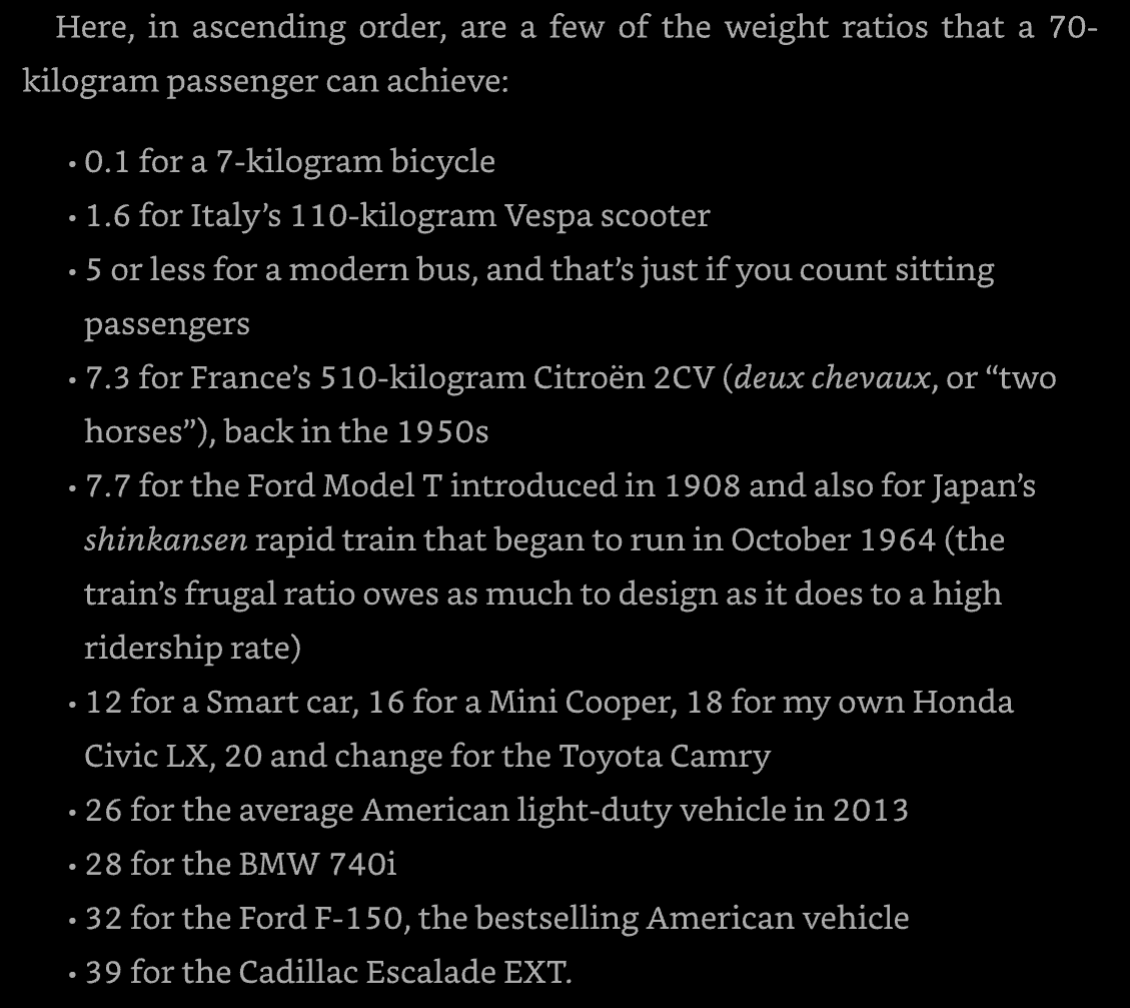 Here, in ascending order, are a few of the weight ratios that a 70-
kilogram passenger can achieve:
• 0.1 for a 7-kilogram bicycle
• 1.6 for Italy’s 110-kilogram Vespa scooter
• 5 or less for a modern bus, and that’s just if you count sitting
passengers
• 7.3 for France’s 510-kilogram Citroën 2CV (deux chevaux, or “two
horses”), back in the 1950s
• 7.7 for the Ford Model T introduced in 1908 and also for Japan’s
shinkansen rapid train that began to run in October 1964 (the
train’s frugal ratio owes as much to design as it does to a high
ridership rate)
• 12 for a Smart car, 16 for a Mini Cooper, 18 for my own Honda
Civic LX, 20 and change for the Toyota Camry
• 26 for the average American light-duty vehicle in 2013
• 28 for the BMW 740i
• 32 for the Ford F-150, the bestselling American vehicle
• 39 for the Cadillac Escalade EXT.